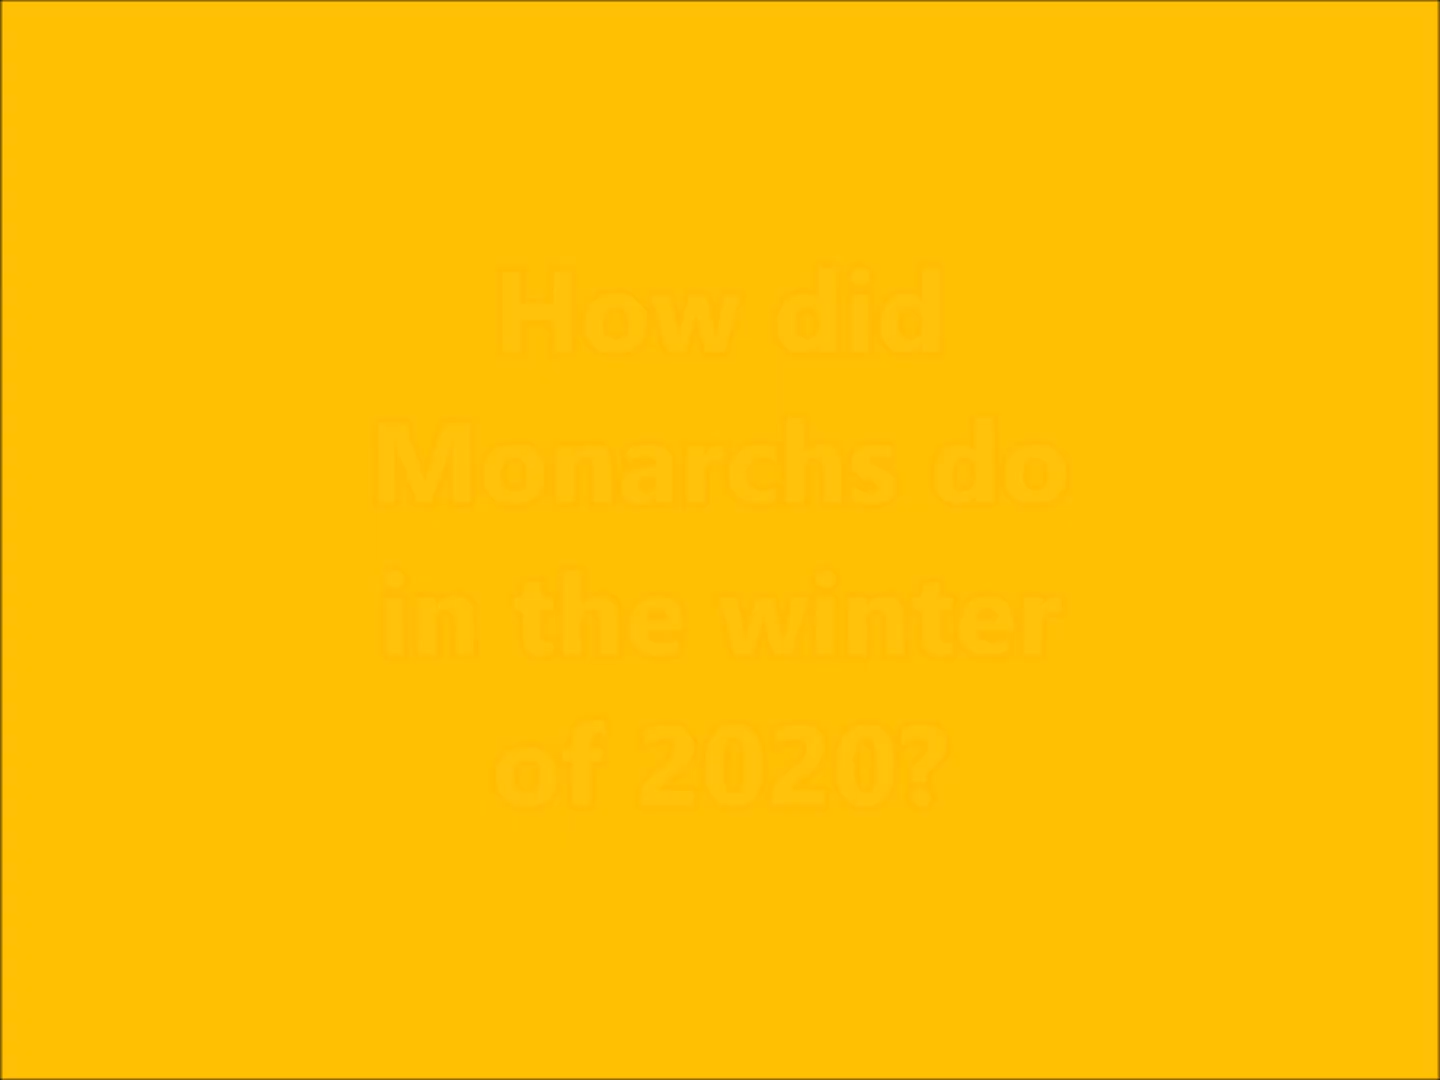 How did
Monarchs do
in the winter
of 2020?